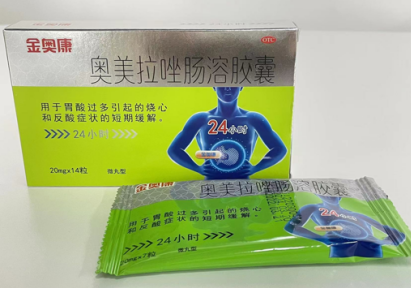 金奥康
OTC
奥美拉唑肠溶胶囊
用于胃酸过多引起的烧心
和反酸症状的短期缓解。
24小时
24小时
20mg×14粒
微丸型
金奥康
奥美拉唑肠溶胶囊
用于胃酸过多引起的烧心
和反酸症状的短期缓解。
24小时
24小时
20mg×7粒
微丸型